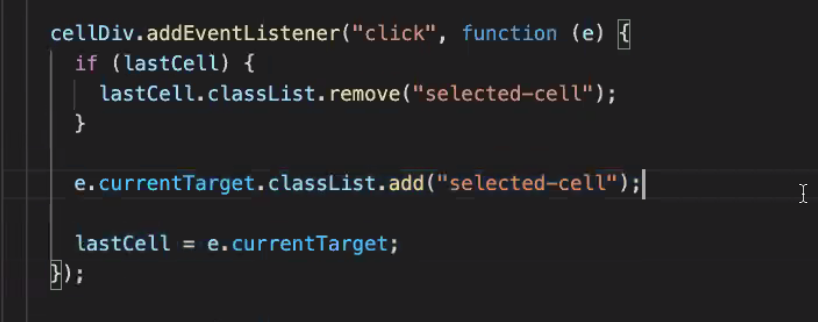 cellDiv.addEventListener("click", function (e) {
if (lastCell) {
lastCell.classList.remove("selected-cell");
}
e.currentTarget.classList.add("selected-cell");
lastCell = e.currentTarget;
});